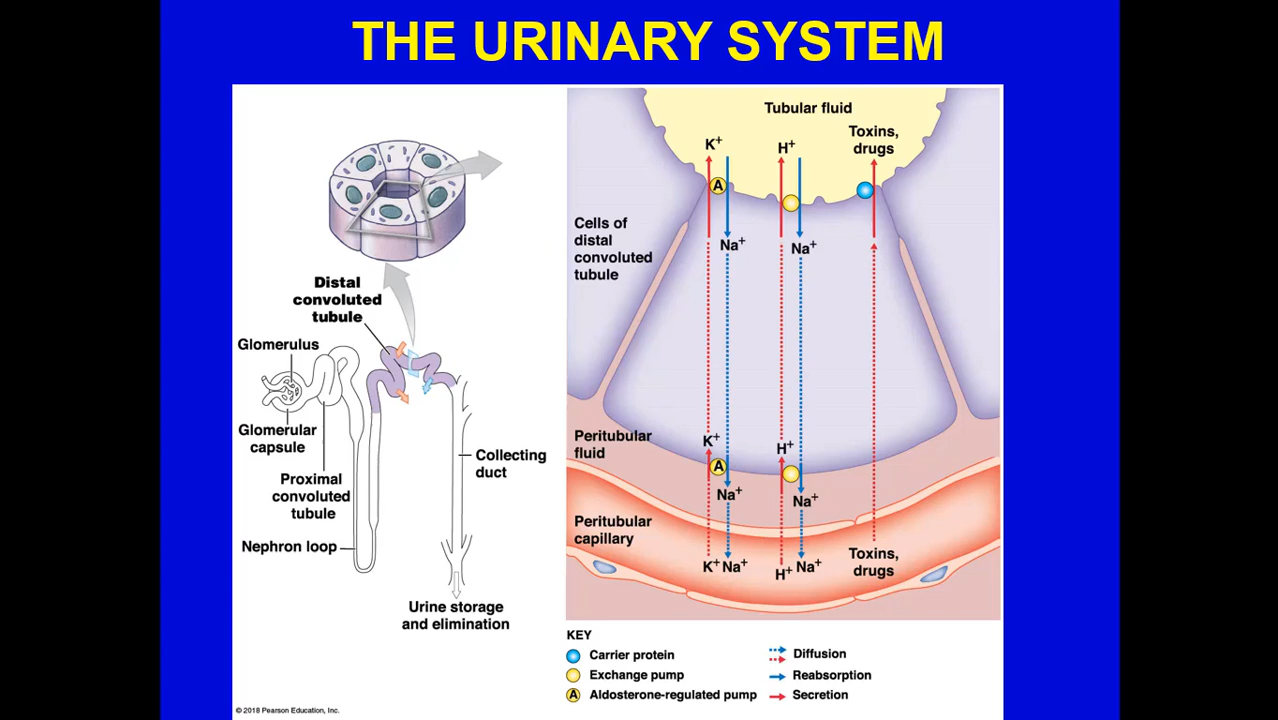 THE URINARY SYSTEM
Distal
convoluted
tubule
Glomerulus
Glomerular
capsule
Proximal
convoluted
tubule
Nephron loop
Collecting
duct
Urine storage
and elimination
© 2018 Pearson Education, Inc.
Tubular fluid
K⁺
H⁺
Toxins,
drugs
A
Cells of
distal
convoluted
tubule
Na⁺
Na⁺
Peritubular
fluid
K⁺
H⁺
A
Na⁺
Na⁺
Peritubular
capillary
K⁺ Na⁺
H⁺ Na⁺
Toxins,
drugs
KEY
Carrier protein
Exchange pump
A Aldosterone-regulated pump
Diffusion
Reabsorption
Secretion